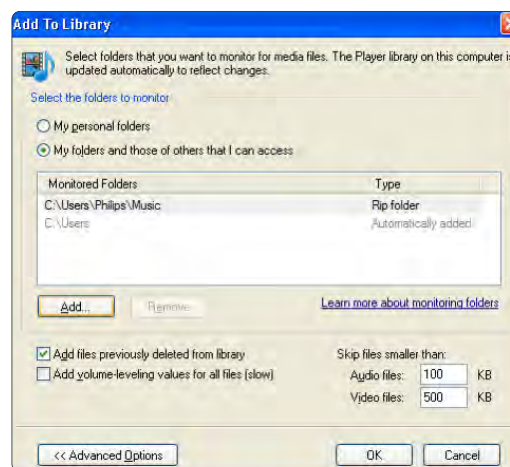 Add To Library
Select folders that you want to monitor for media files. The Player library on this computer is
updated automatically to reflect changes.
Select the folders to monitor
My personal folders
My folders and those of others that I can access
Monitored Folders Type
C:\Users\Philips\Music Rip folder
C:\Users Automatically added
Add... Remove Learn more about monitoring folders
Add files previously deleted from library Skip files smaller than:
Add volume-leveling values for all files (slow) Audio files: 100 KB
Video files: 500 KB
<< Advanced Options OK Cancel